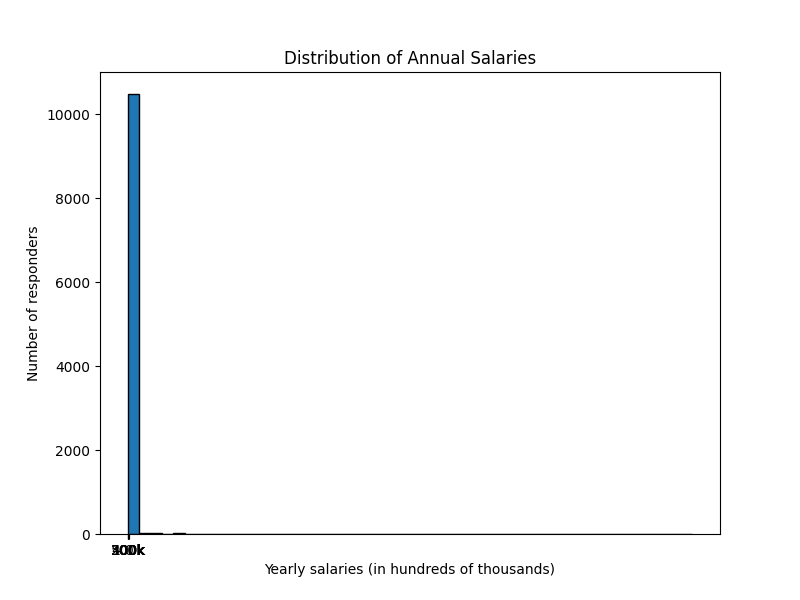 Distribution of Annual Salaries
10000
8000
6000
4000
2000
0
Number of responders
Yearly salaries (in hundreds of thousands)